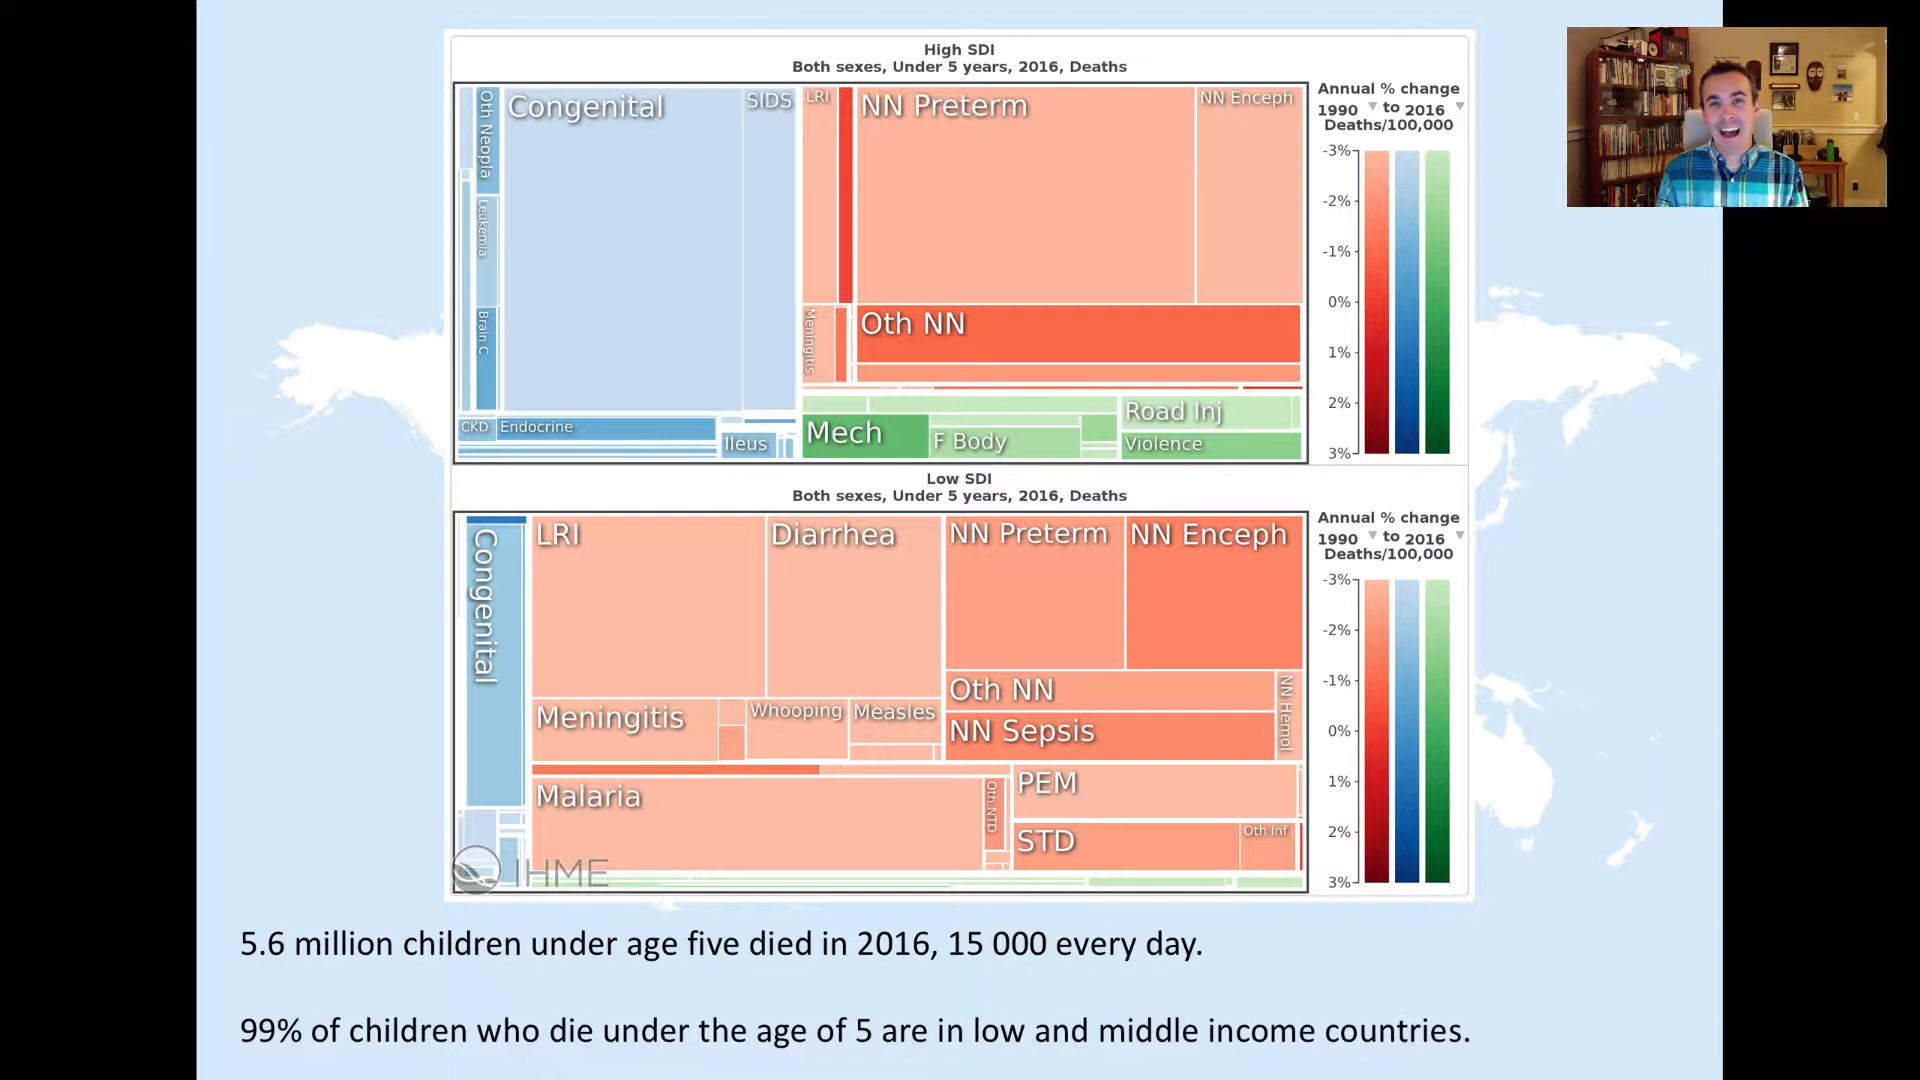 High SDI
Both sexes, Under 5 years, 2016, Deaths
Oth Neopla
Leukemia
Brain C
Congenital
SIDS
LRI
NN Preterm
NN Enceph
Meningitis
Oth NN
CKD
Endocrine
Ileus
Mech
F Body
Road Inj
Violence
Annual % change
1990 to 2016
Deaths/100,000
-3%
-2%
-1%
0%
1%
2%
3%
Low SDI
Both sexes, Under 5 years, 2016, Deaths
Congenital
LRI
Diarrhea
NN Preterm
NN Enceph
Meningitis
Whooping
Measles
Oth NN
NN Sepsis
NN Hemol
Malaria
Oth NTD
PEM
STD
Oth Inf
IHME
Annual % change
1990 to 2016
Deaths/100,000
-3%
-2%
-1%
0%
1%
2%
3%
5.6 million children under age five died in 2016, 15 000 every day.
99% of children who die under the age of 5 are in low and middle income countries.